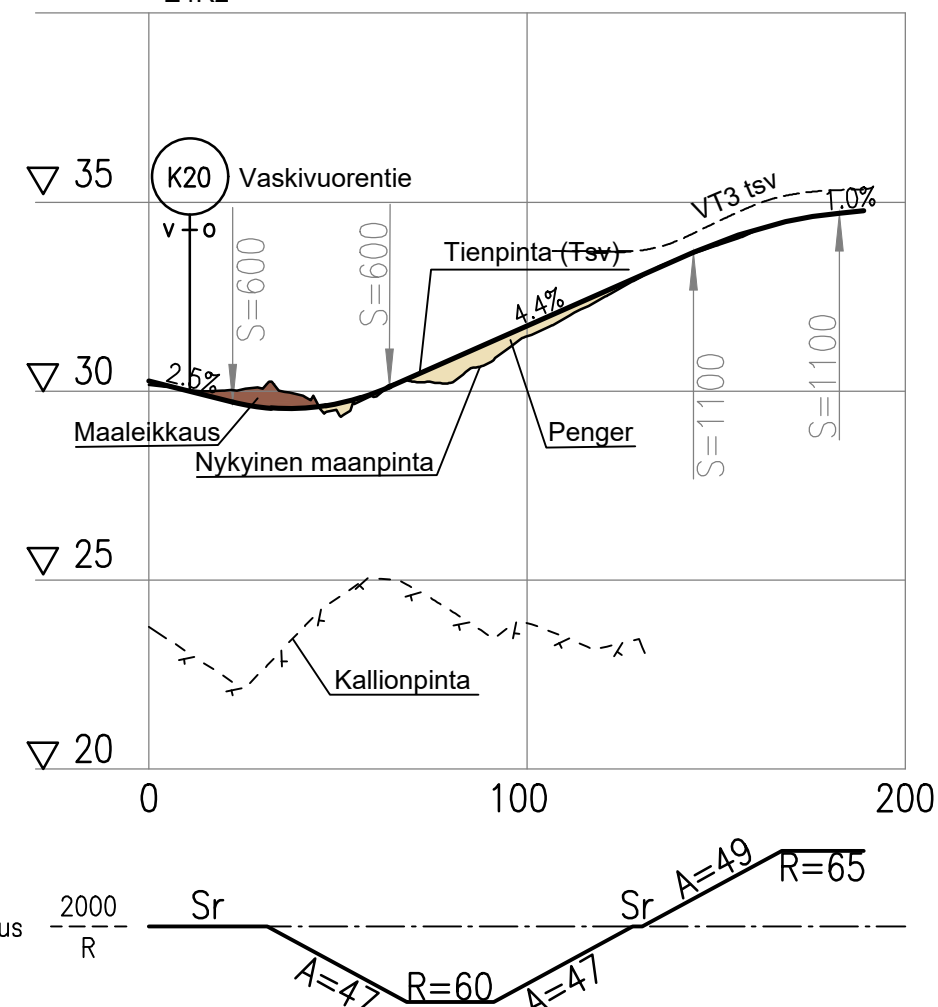 35
K20 Vaskivuorentie
v o
S=600
S=600
Tienpinta (Tsv)
VT3 tsv
1.0%
4.4%
30
2.5%
Maaleikkaus
Nykyinen maanpinta
Penger
S=1100
S=1100
25
Kallionpinta
20
0 100 200
2000
R
us
Sr
A=47
R=60
A=47
Sr
A=49
R=65